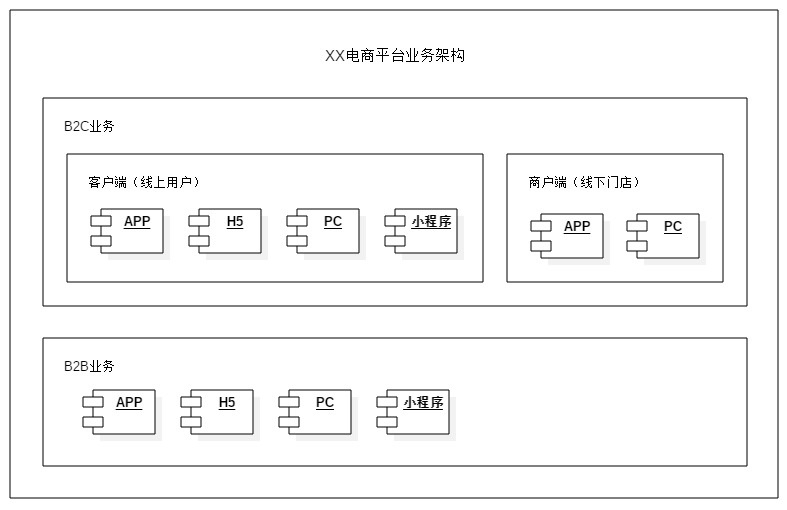 XX电商平台业务架构
B2C业务
客户端（线上用户）
APP H5 PC 小程序
商户端（线下门店）
APP PC
B2B业务
APP H5 PC 小程序